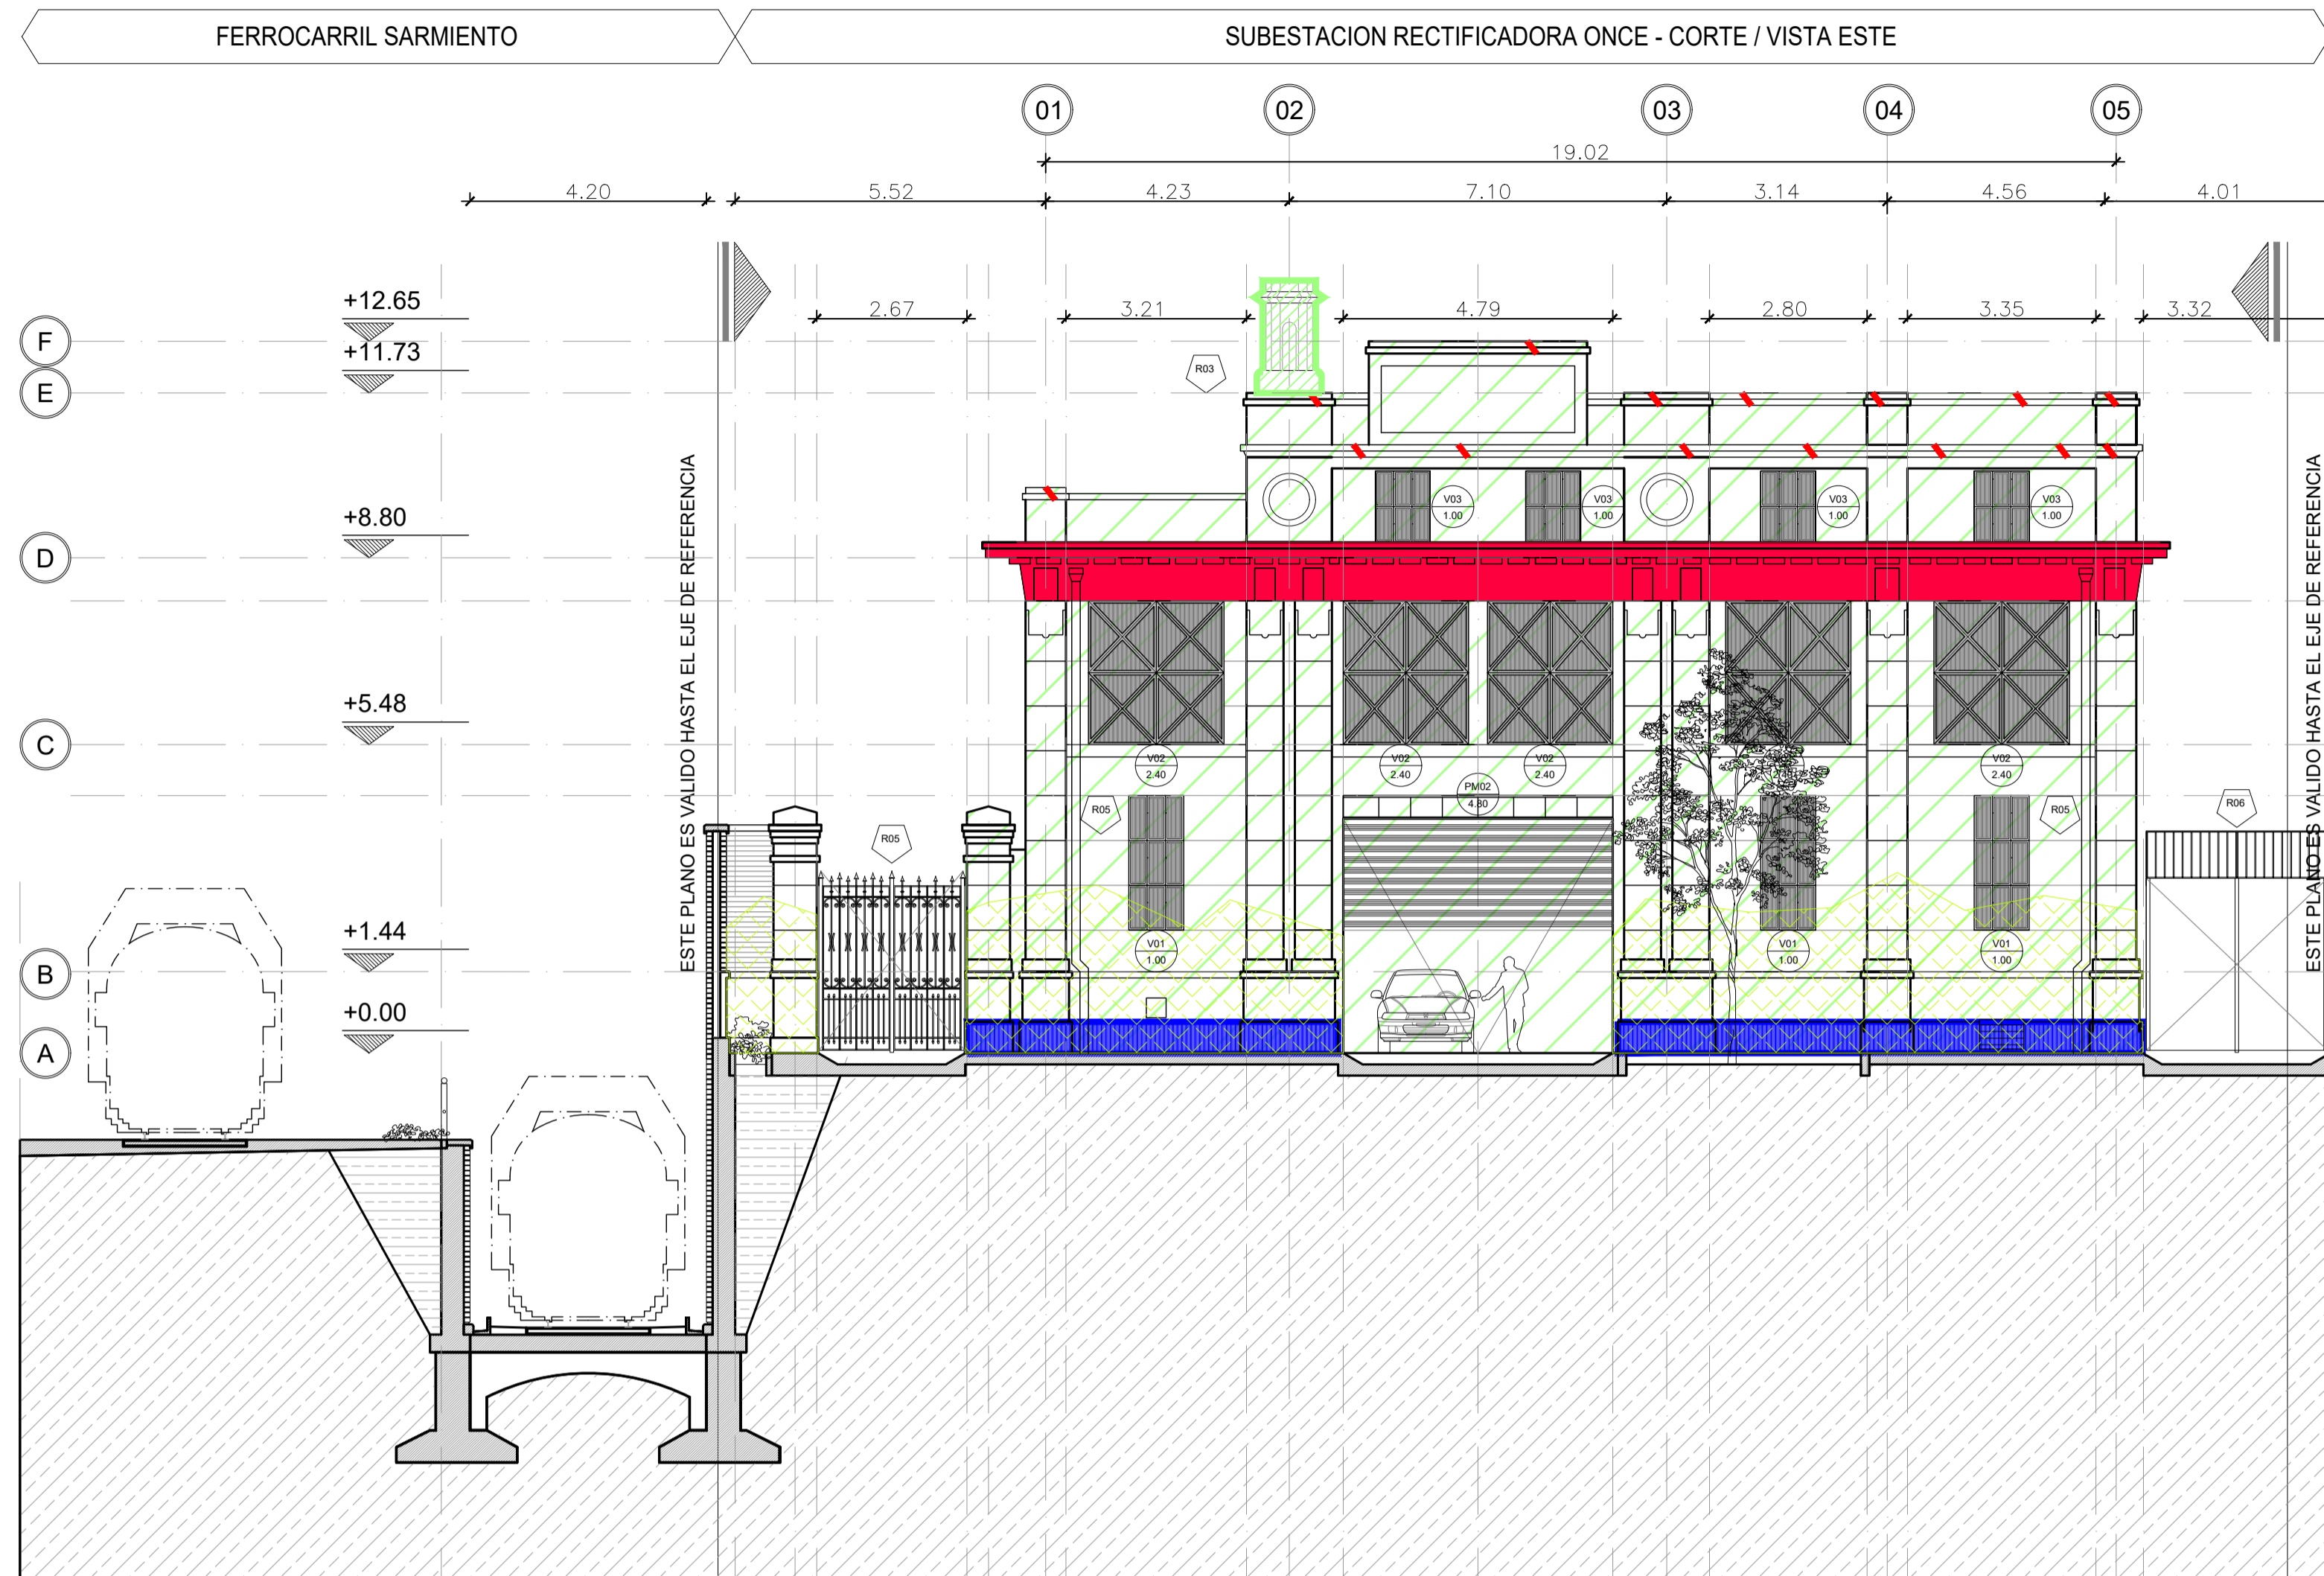 FERROCARRIL SARMIENTO
SUBESTACION RECTIFICADORA ONCE - CORTE / VISTA ESTE
01 02 03 04 05
19.02
4.20 5.52 4.23 7.10 3.14 4.56 4.01
+12.65
2.67 3.21 4.79 2.80 3.35 3.32
F
+11.73
E
R03
+8.80
D
V03
1.00
V03
1.00
V03
1.00
V03
1.00
ESTE PLANO ES VALIDO HASTA EL EJE DE REFERENCIA
ESTE PLANO ES VALIDO HASTA EL EJE DE REFERENCIA
+5.48
C
V02
2.40
V02
2.40
V02
2.40
2.40
V02
2.40
PM02
4.80
R05
R05
R05
R06
+1.44
B
V01
1.00
V01
1.00
V01
1.00
+0.00
A